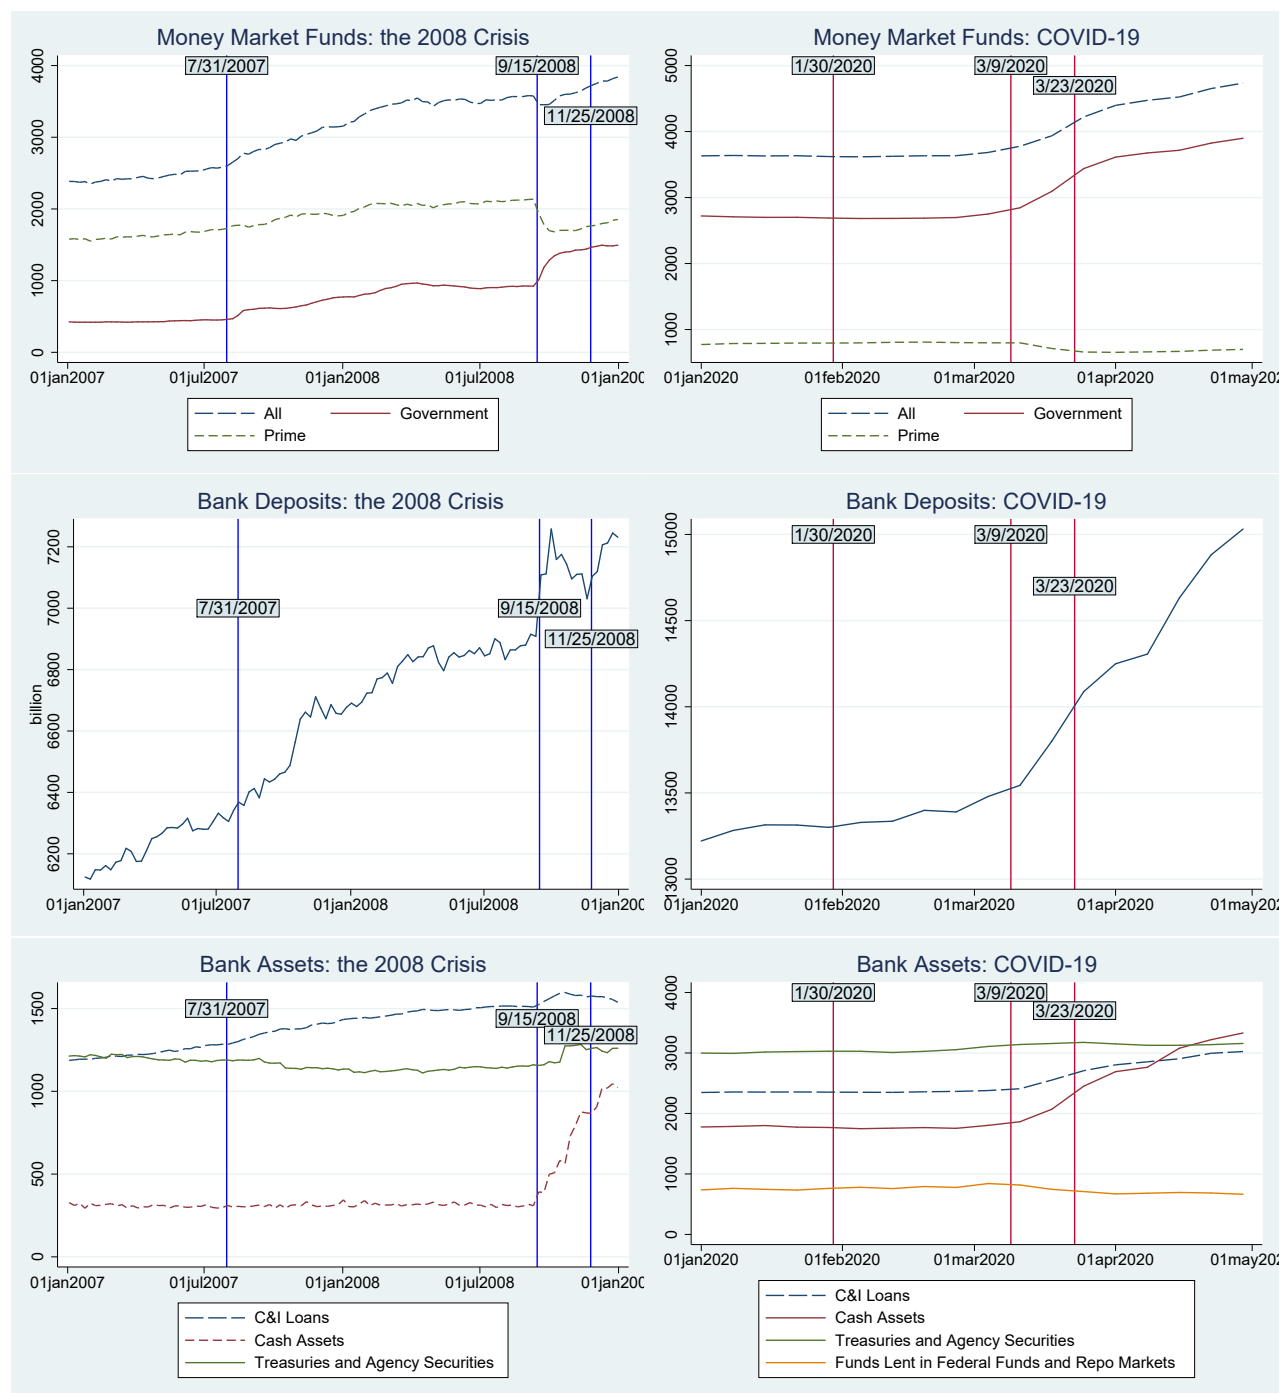 Money Market Funds: the 2008 Crisis
4000
3000
2000
1000
0
7/31/2007
9/15/2008
11/25/2008
01jan2007
01jul2007
01jan2008
01jul2008
01jan200
All
Government
Prime
Money Market Funds: COVID-19
5000
4000
3000
2000
1000
1/30/2020
3/9/2020
3/23/2020
01jan2020
01feb2020
01mar2020
01apr2020
01may202
All
Government
Prime
Bank Deposits: the 2008 Crisis
billion
7200
7000
6800
6600
6400
6200
7/31/2007
9/15/2008
11/25/2008
01jan2007
01jul2007
01jan2008
01jul2008
01jan200
Bank Deposits: COVID-19
15000
14500
14000
13500
13000
1/30/2020
3/9/2020
3/23/2020
01jan2020
01feb2020
01mar2020
01apr2020
01may202
Bank Assets: the 2008 Crisis
1500
1000
500
0
7/31/2007
9/15/2008
11/25/2008
01jan2007
01jul2007
01jan2008
01jul2008
01jan200
C&I Loans
Cash Assets
Treasuries and Agency Securities
Bank Assets: COVID-19
4000
3000
2000
1000
0
1/30/2020
3/9/2020
3/23/2020
01jan2020
01feb2020
01mar2020
01apr2020
01may202
C&I Loans
Cash Assets
Treasuries and Agency Securities
Funds Lent in Federal Funds and Repo Markets